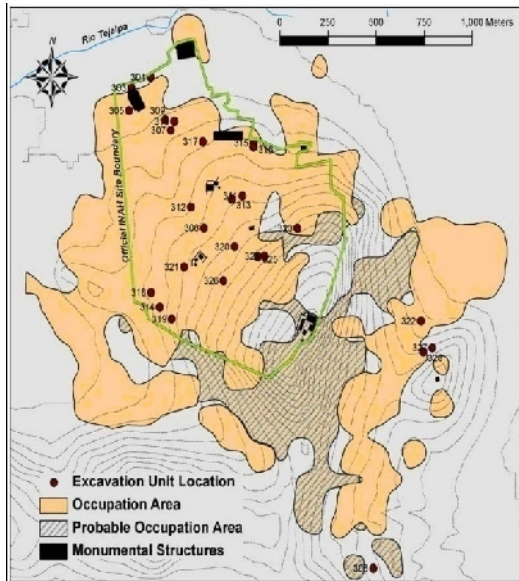 0 250 500 750 1,000 Meters
Rio Tejalpa
N
304
303
305
309
307
317
315
316
Official INAH Site Boundary
313
312
308
323
320
325
321
326
318
314
319
322
Excavation Unit Location
Occupation Area
Probable Occupation Area
Monumental Structures